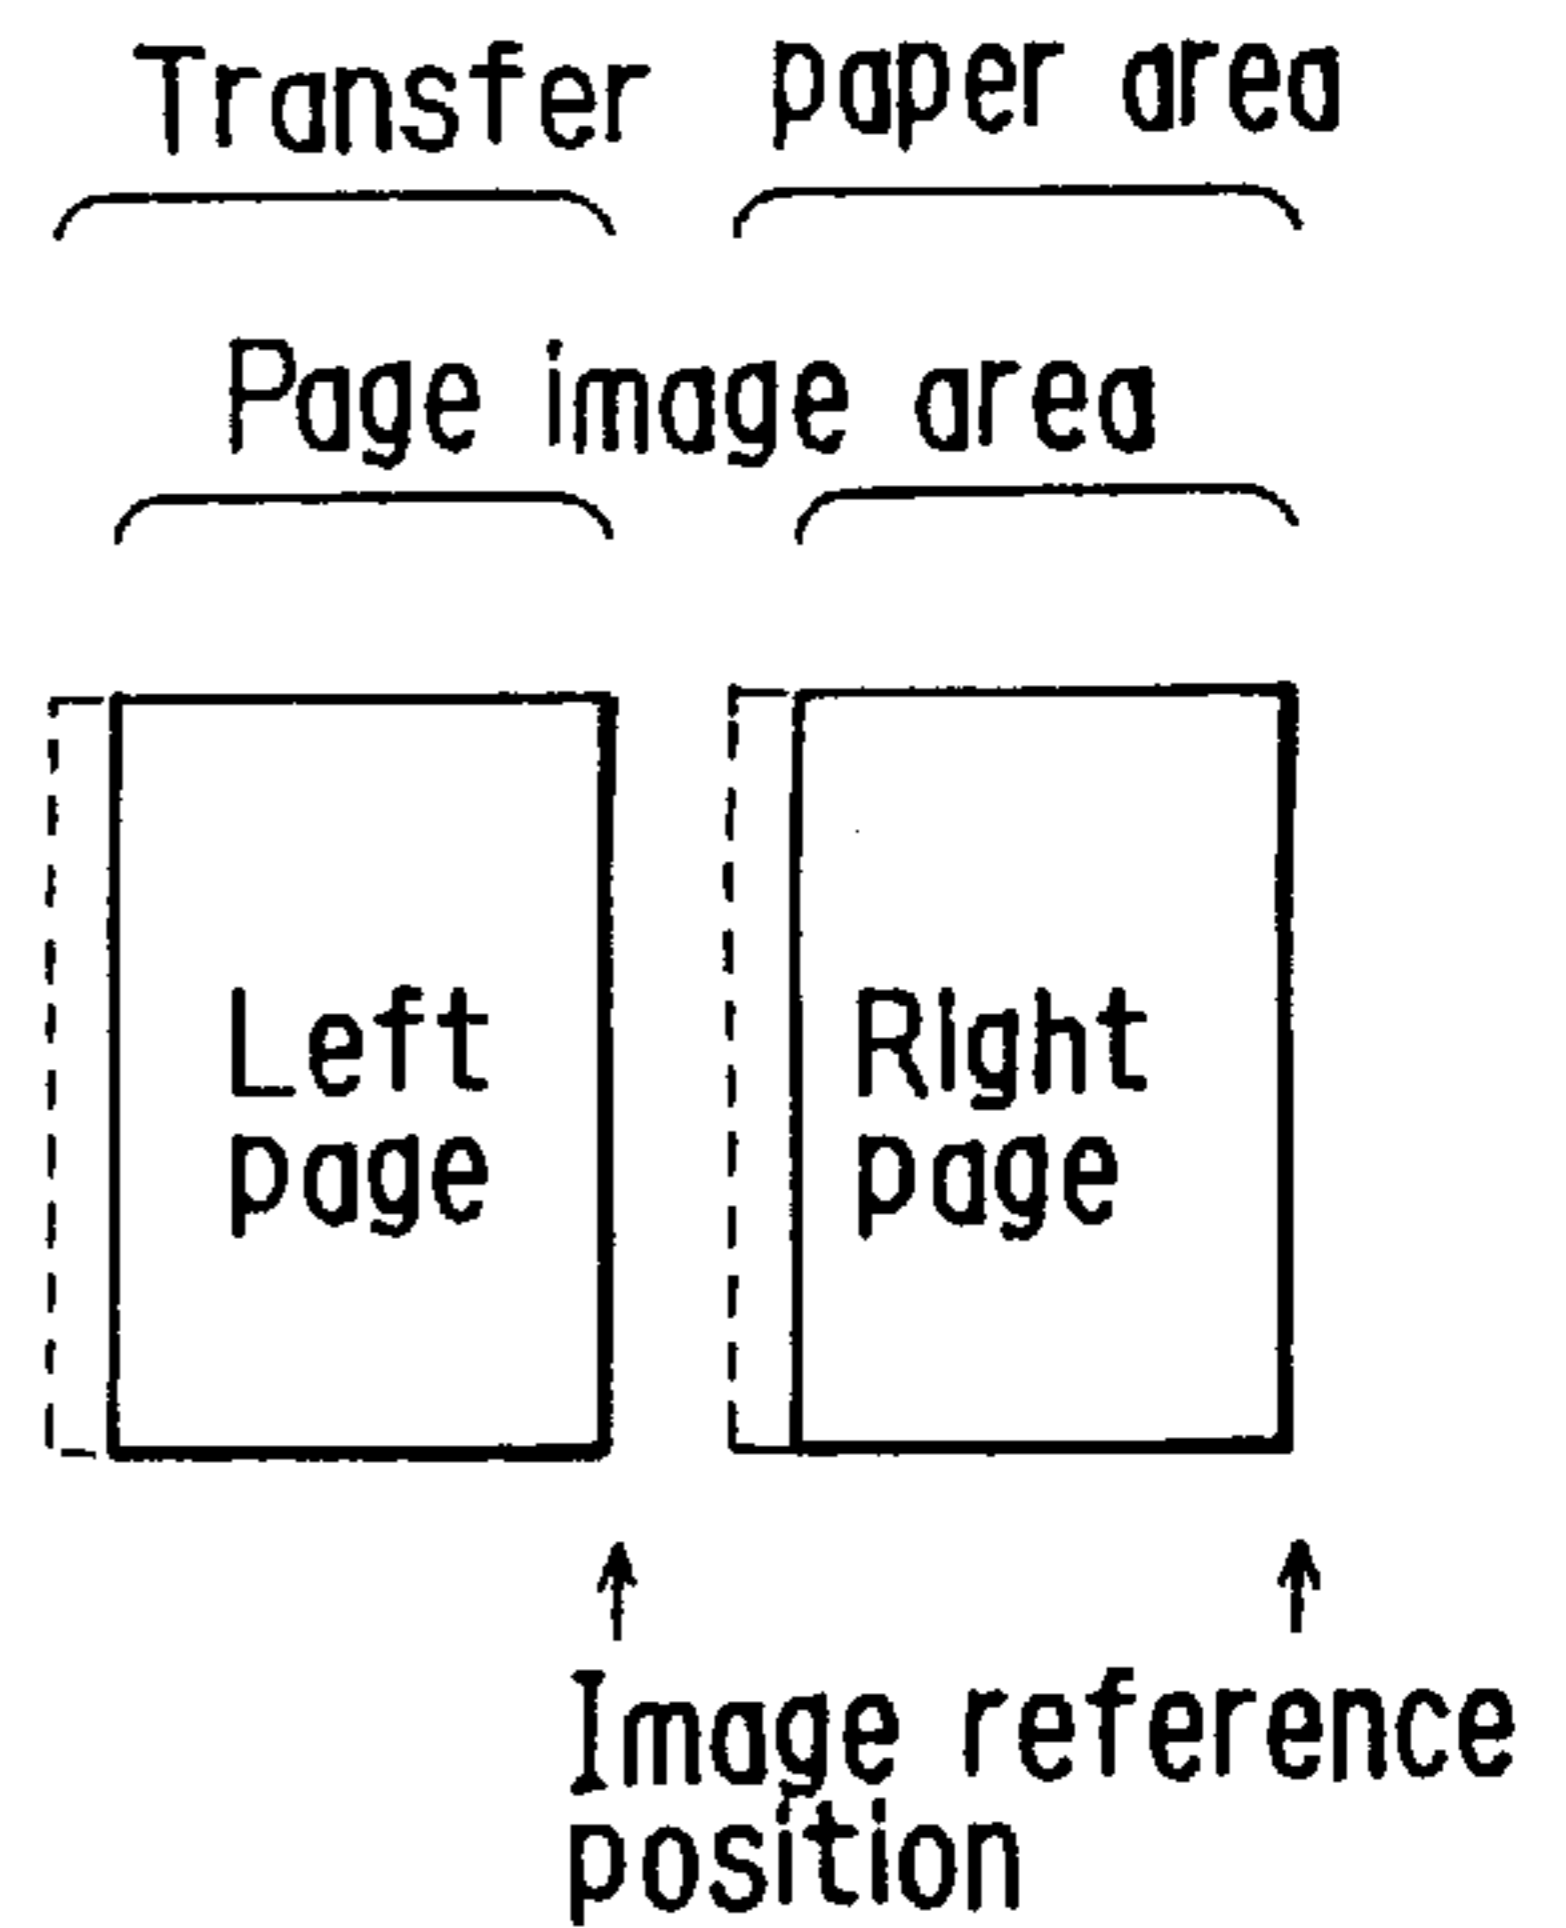 Transfer paper area
Page image area
Left
page
Right
page
Image reference
position